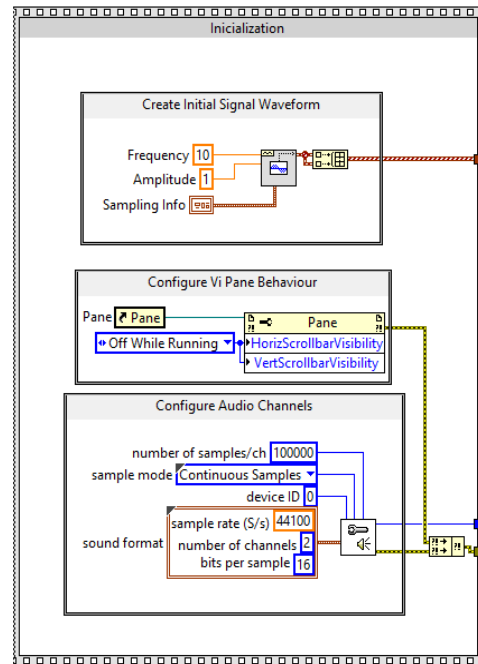 Inicialization
Create Initial Signal Waveform
Frequency 10
Amplitude 1
Sampling Info
Configure Vi Pane Behaviour
Pane Pane Pane
Off While Running HorizScrollbarVisibility
VertScrollbarVisibility
Configure Audio Channels
number of samples/ch 100000
sample mode Continuous Samples
device ID 0
sample rate (S/s) 44100
sound format number of channels 2
bits per sample 16